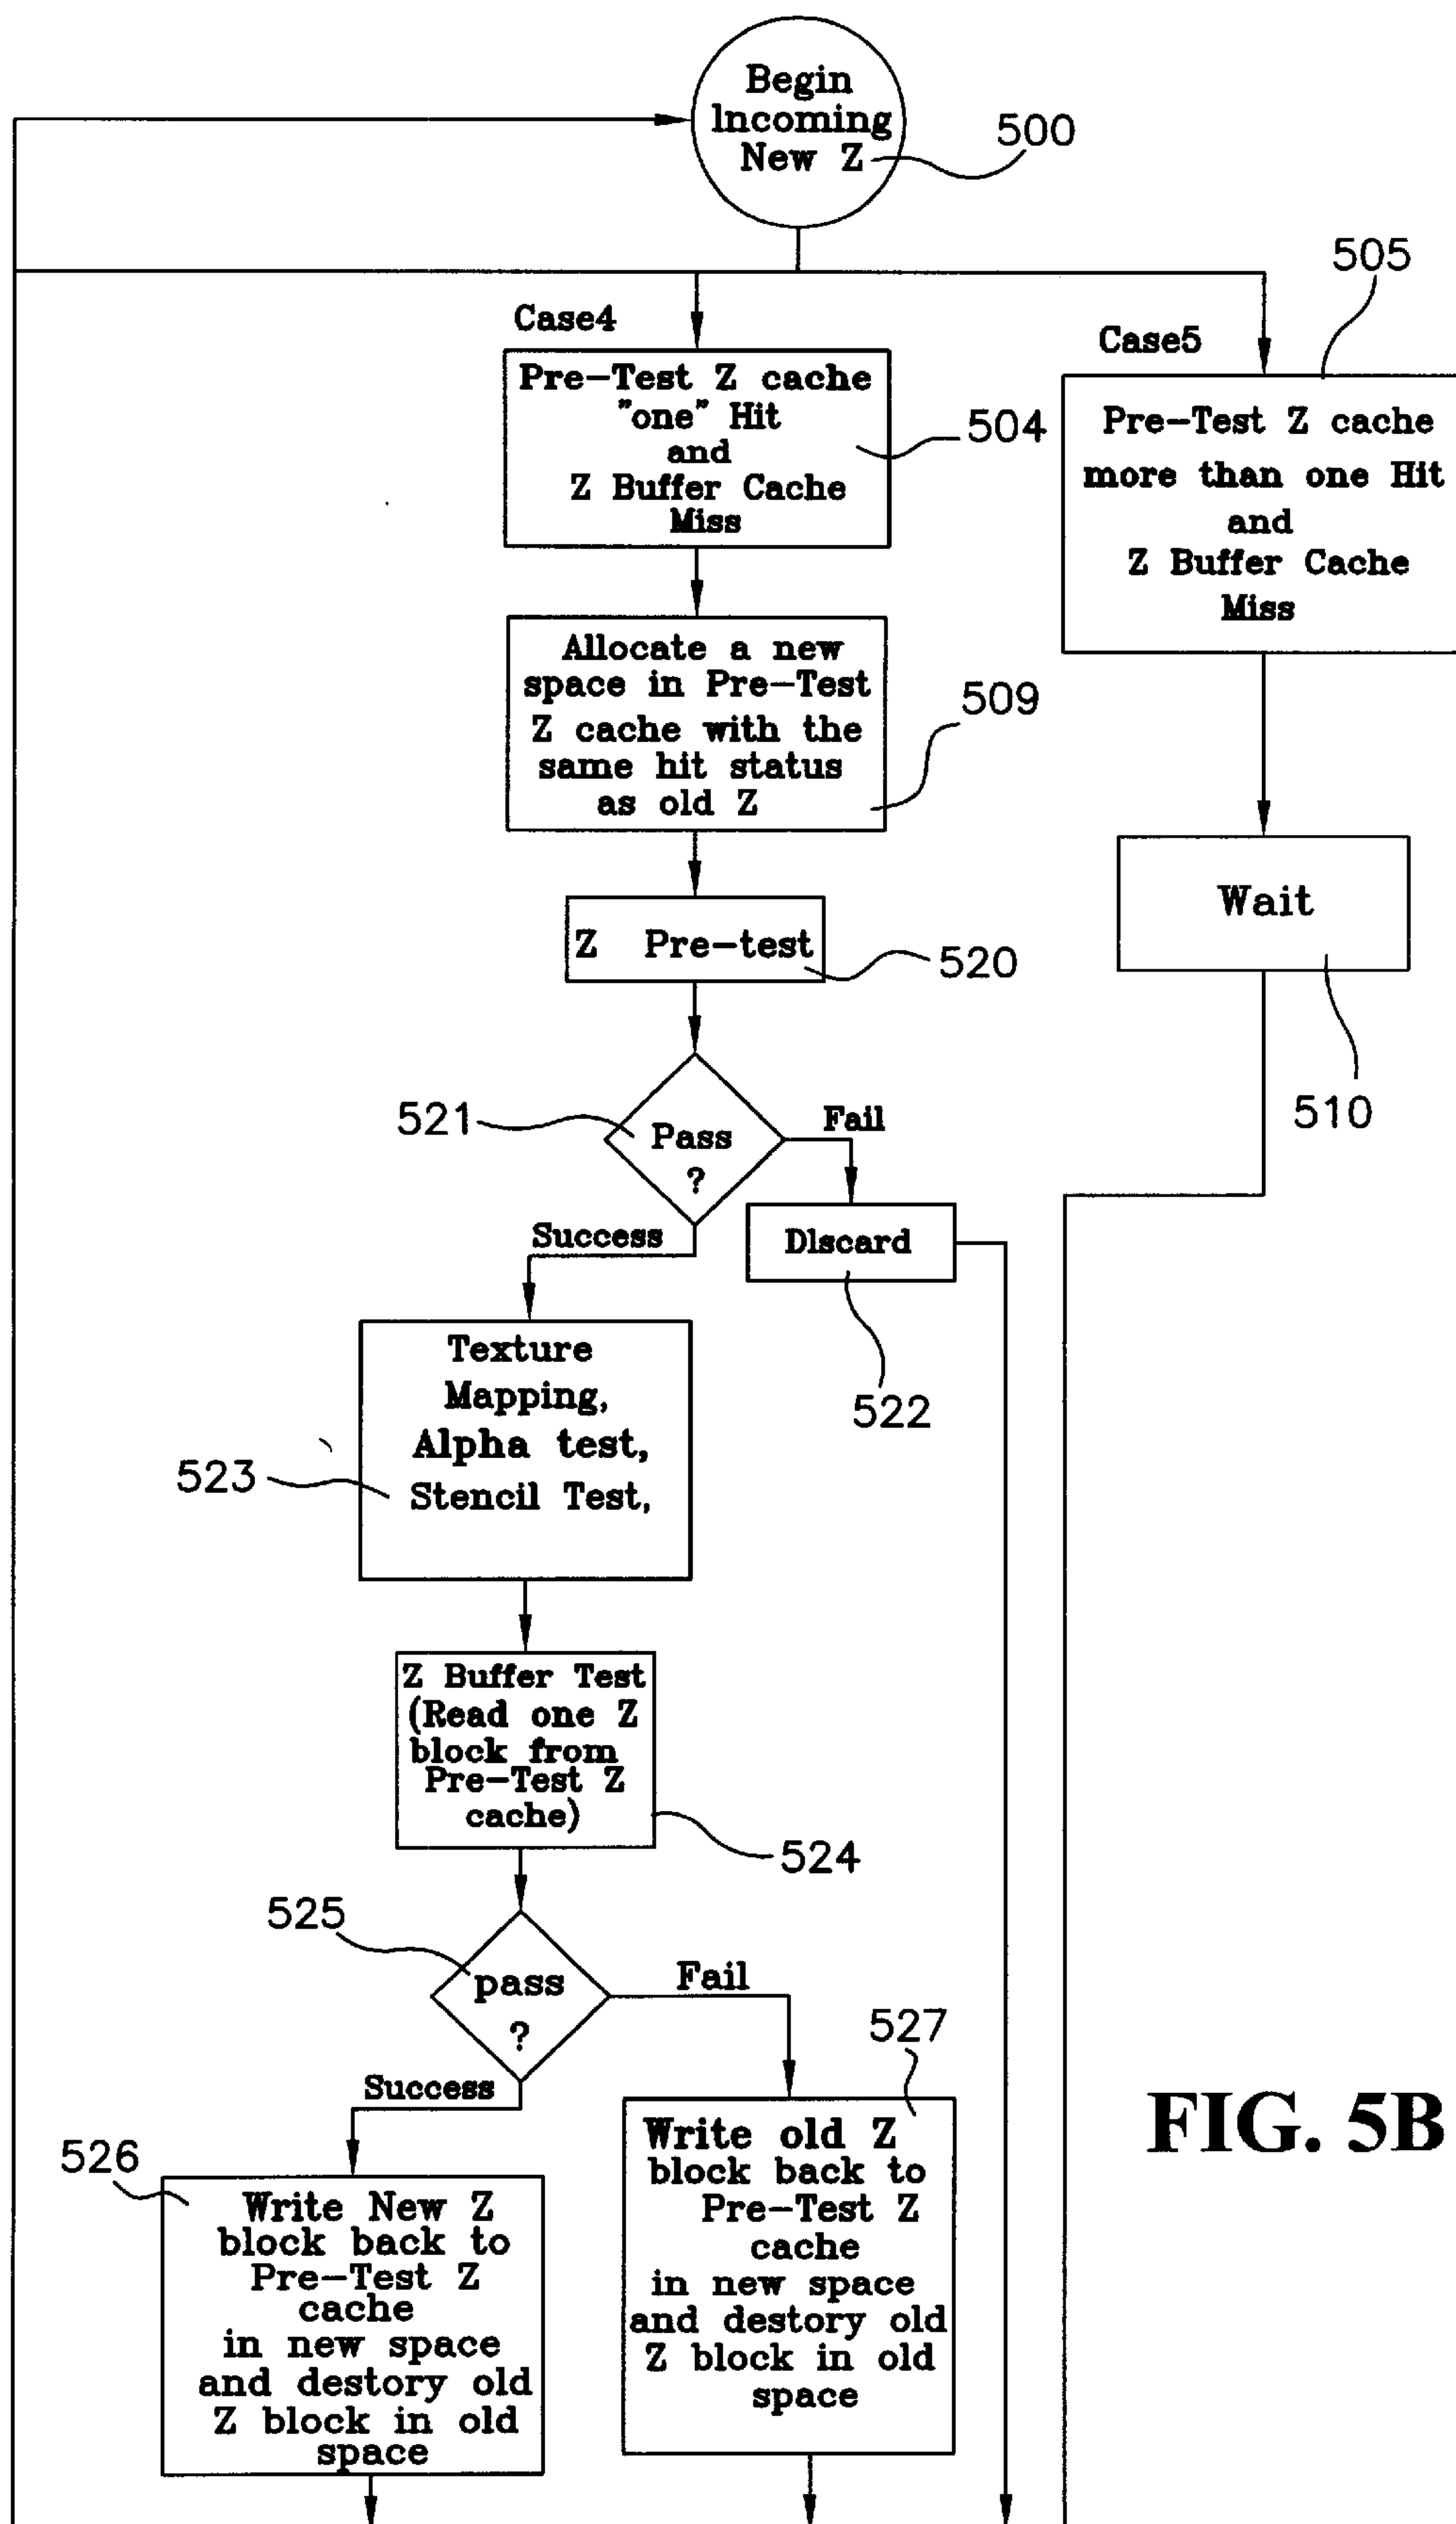 Begin
Incoming
New Z
500
Case4
Pre-Test Z cache
"one" Hit
and
Z Buffer Cache
Miss
504
Case5
505
Pre-Test Z cache
more than one Hit
and
Z Buffer Cache
Miss
Allocate a new
space in Pre-Test
Z cache with the
same hit status
as old Z
509
Wait
510
Z Pre-test
520
521
Pass
?
Fail
Success
Discard
522
Texture
Mapping,
Alpha test,
Stencil Test,
523
Z Buffer Test
(Read one Z
block from
Pre-Test Z
cache)
524
525
pass
?
Fail
Success
526
Write New Z
block back to
Pre-Test Z
cache
in new space
and destory old
Z block in old
space
527
Write old Z
block back to
Pre-Test Z
cache
in new space
and destory old
Z block in old
space
FIG. 5B